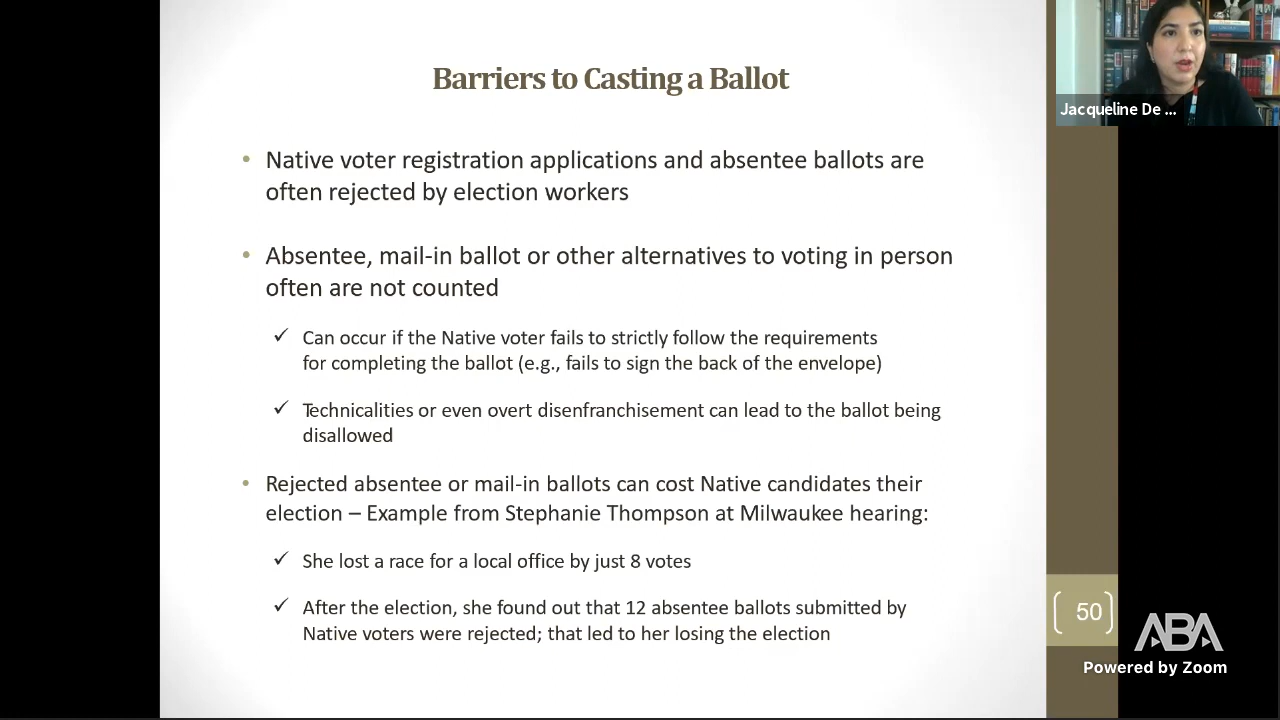 Barriers to Casting a Ballot
• Native voter registration applications and absentee ballots are
often rejected by election workers
• Absentee, mail-in ballot or other alternatives to voting in person
often are not counted
✓ Can occur if the Native voter fails to strictly follow the requirements
for completing the ballot (e.g., fails to sign the back of the envelope)
✓ Technicalities or even overt disenfranchisement can lead to the ballot being
disallowed
• Rejected absentee or mail-in ballots can cost Native candidates their
election – Example from Stephanie Thompson at Milwaukee hearing:
✓ She lost a race for a local office by just 8 votes
✓ After the election, she found out that 12 absentee ballots submitted by
Native voters were rejected; that led to her losing the election
Jacqueline De ...
50
ABA
Powered by Zoom